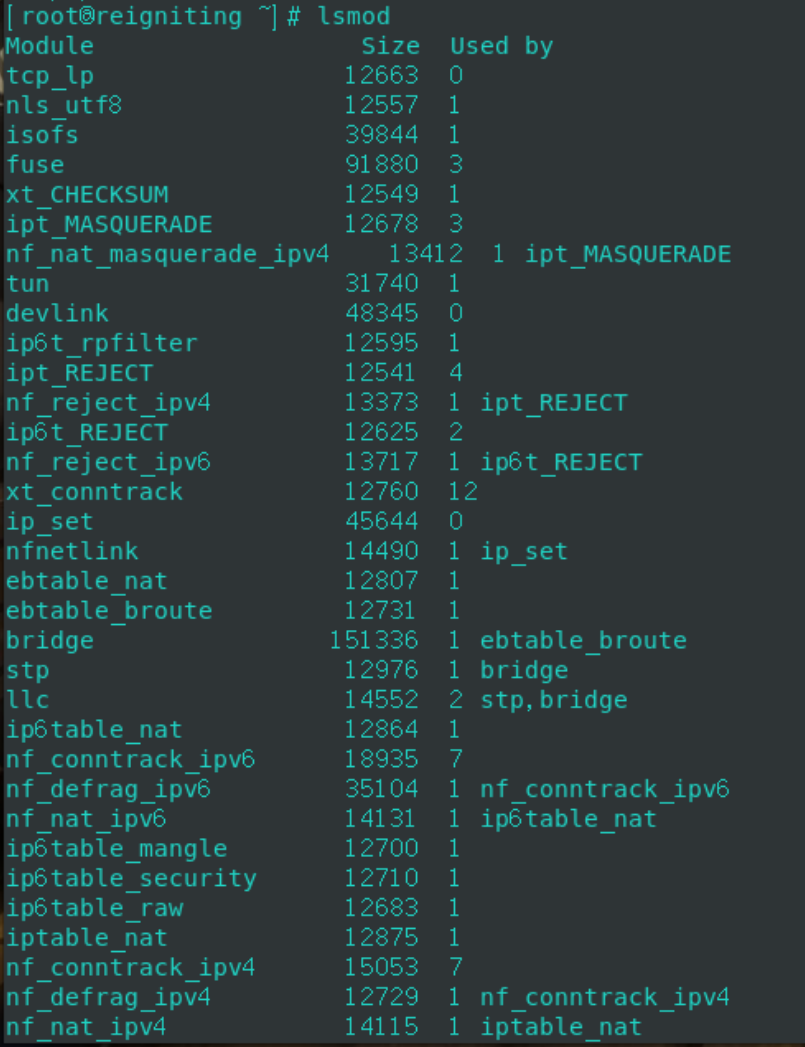 [root@reigniting ~]# lsmod
Module                  Size  Used by
tcp_lp                 12663  0
nls_utf8               12557  1
isofs                  39844  1
fuse                   91880  3
xt_CHECKSUM            12549  1
ipt_MASQUERADE         12678  3
nf_nat_masquerade_ipv4    13412  1 ipt_MASQUERADE
tun                    31740  1
devlink                48345  0
ip6t_rpfilter          12595  1
ipt_REJECT             12541  4
nf_reject_ipv4         13373  1 ipt_REJECT
ip6t_REJECT            12625  2
nf_reject_ipv6         13717  1 ip6t_REJECT
xt_conntrack           12760  12
ip_set                 45644  0
nfnetlink              14490  1 ip_set
ebtable_nat            12807  1
ebtable_broute         12731  1
bridge                151336  1 ebtable_broute
stp                    12976  1 bridge
llc                    14552  2 stp,bridge
ip6table_nat           12864  1
nf_conntrack_ipv6      18935  7
nf_defrag_ipv6         35104  1 nf_conntrack_ipv6
nf_nat_ipv6            14131  1 ip6table_nat
ip6table_mangle        12700  1
ip6table_security      12710  1
ip6table_raw           12683  1
iptable_nat            12875  1
nf_conntrack_ipv4      15053  7
nf_defrag_ipv4         12729  1 nf_conntrack_ipv4
nf_nat_ipv4            14115  1 iptable_nat